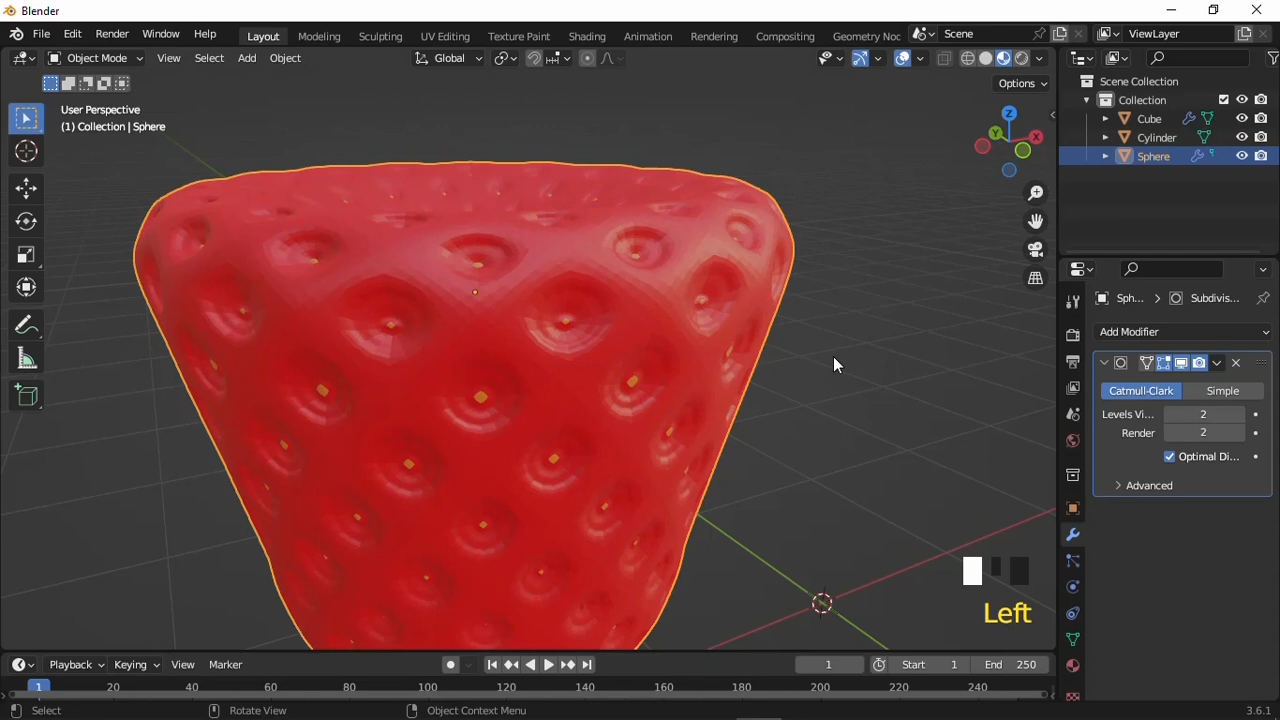 Blender
File Edit Render Window Help Layout Modeling Sculpting UV Editing Texture Paint Shading Animation Rendering Compositing Geometry Noc Scene ViewLayer
Object Mode View Select Add Object Global
Options
User Perspective
(1) Collection | Sphere
Z
Y
X
Scene Collection
Collection
Cube
Cylinder
Sphere
Sph... > Subdivis...
Add Modifier
Catmull-Clark Simple
Levels Vi... 2
Render 2
Optimal Di...
Advanced
Left
Playback Keying View Marker 1 Start 1 End 250
1 20 40 60 80 100 120 140 160 180 200 220 240
Select Rotate View Object Context Menu 3.6.1